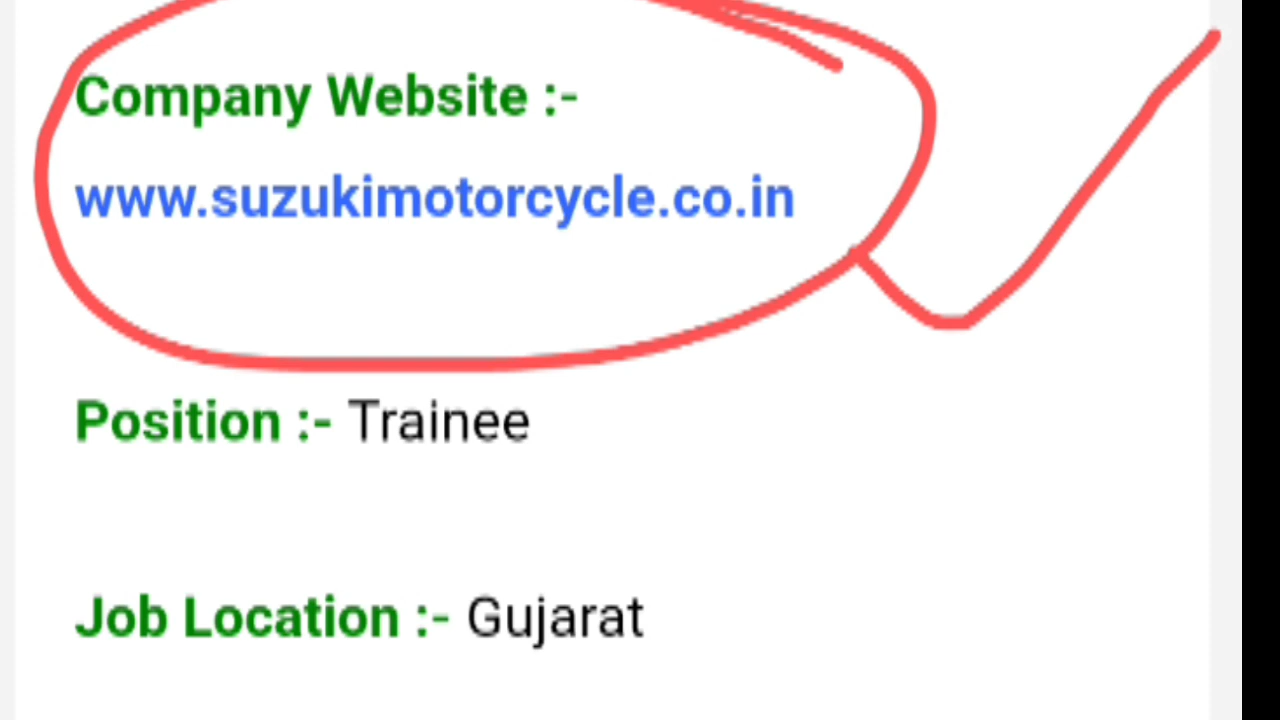 Company Website :-
www.suzukimotorcycle.co.in
Position :- Trainee
Job Location :- Gujarat